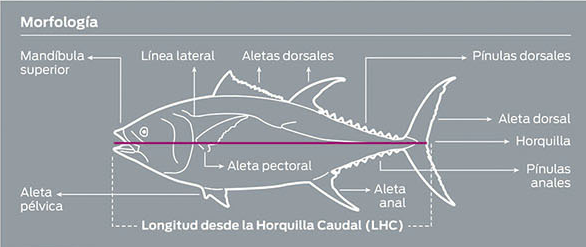 Morfología
Mandíbula
superior
Línea lateral
Aletas dorsales
Pínulas dorsales
Aleta dorsal
Horquilla
Aleta pectoral
Pínulas
anales
Aleta
pélvica
Aleta
anal
Longitud desde la Horquilla Caudal (LHC)